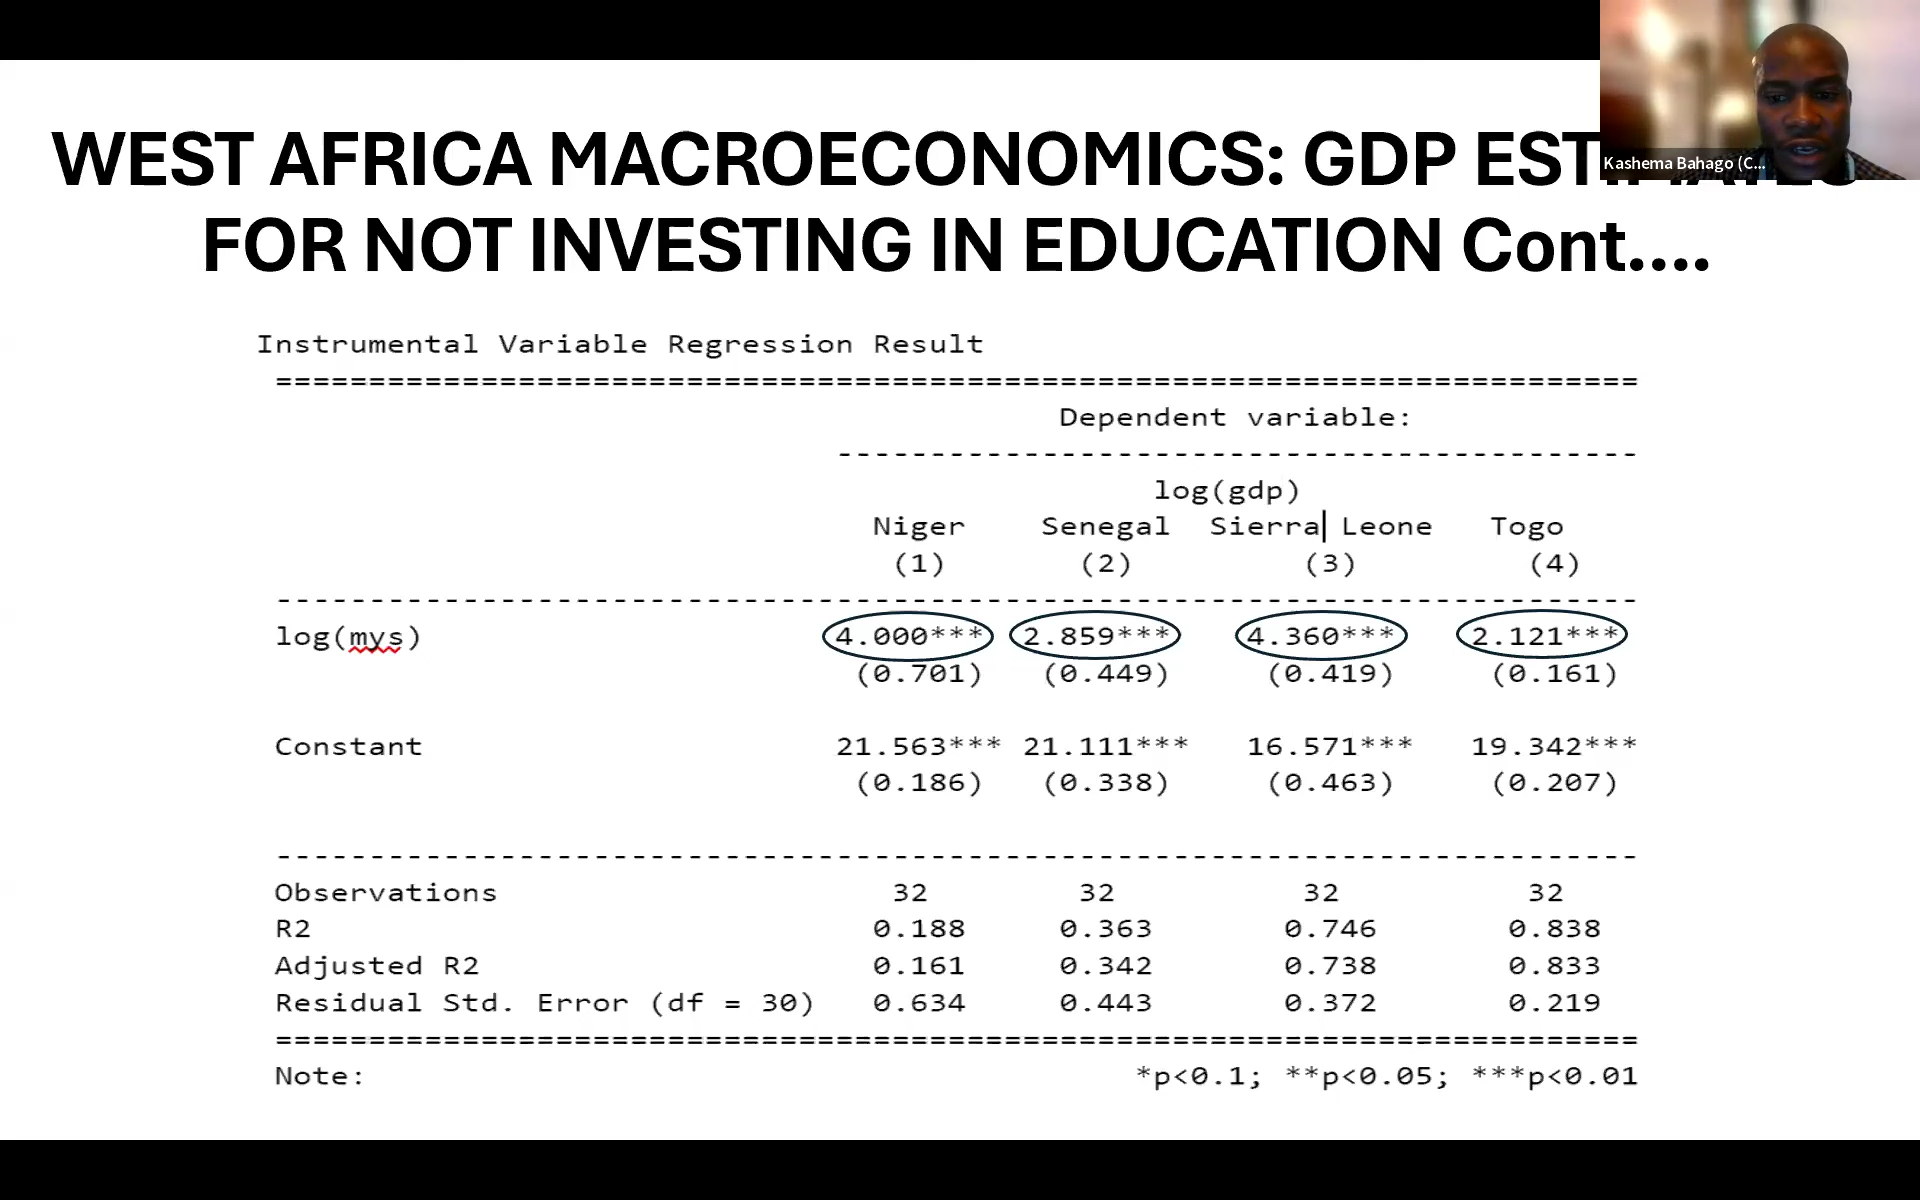 WEST AFRICA MACROECONOMICS: GDP
FOR NOT INVESTING IN EDUCATION Cont....
Kashema Bahago (C...
Instrumental Variable Regression Result
==========================================================================
Dependent variable:
-------------------------------------------
log(gdp)
Niger Senegal Sierra Leone Togo
(1) (2) (3) (4)
--------------------------------------------------------------------------
log(mys) 4.000*** 2.859*** 4.360*** 2.121***
(0.701) (0.449) (0.419) (0.161)
Constant 21.563*** 21.111*** 16.571*** 19.342***
(0.186) (0.338) (0.463) (0.207)
--------------------------------------------------------------------------
Observations 32 32 32 32
R2 0.188 0.363 0.746 0.838
Adjusted R2 0.161 0.342 0.738 0.833
Residual Std. Error (df = 30) 0.634 0.443 0.372 0.219
==========================================================================
Note: *p<0.1; **p<0.05; ***p<0.01